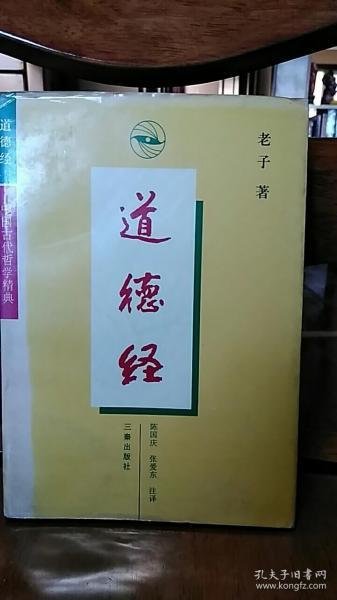 老子 著
道德经
陈国庆 张爱东 注译
三秦出版社
道德经
中国古代哲学精典
孔夫子旧书网
www.kongfz.com